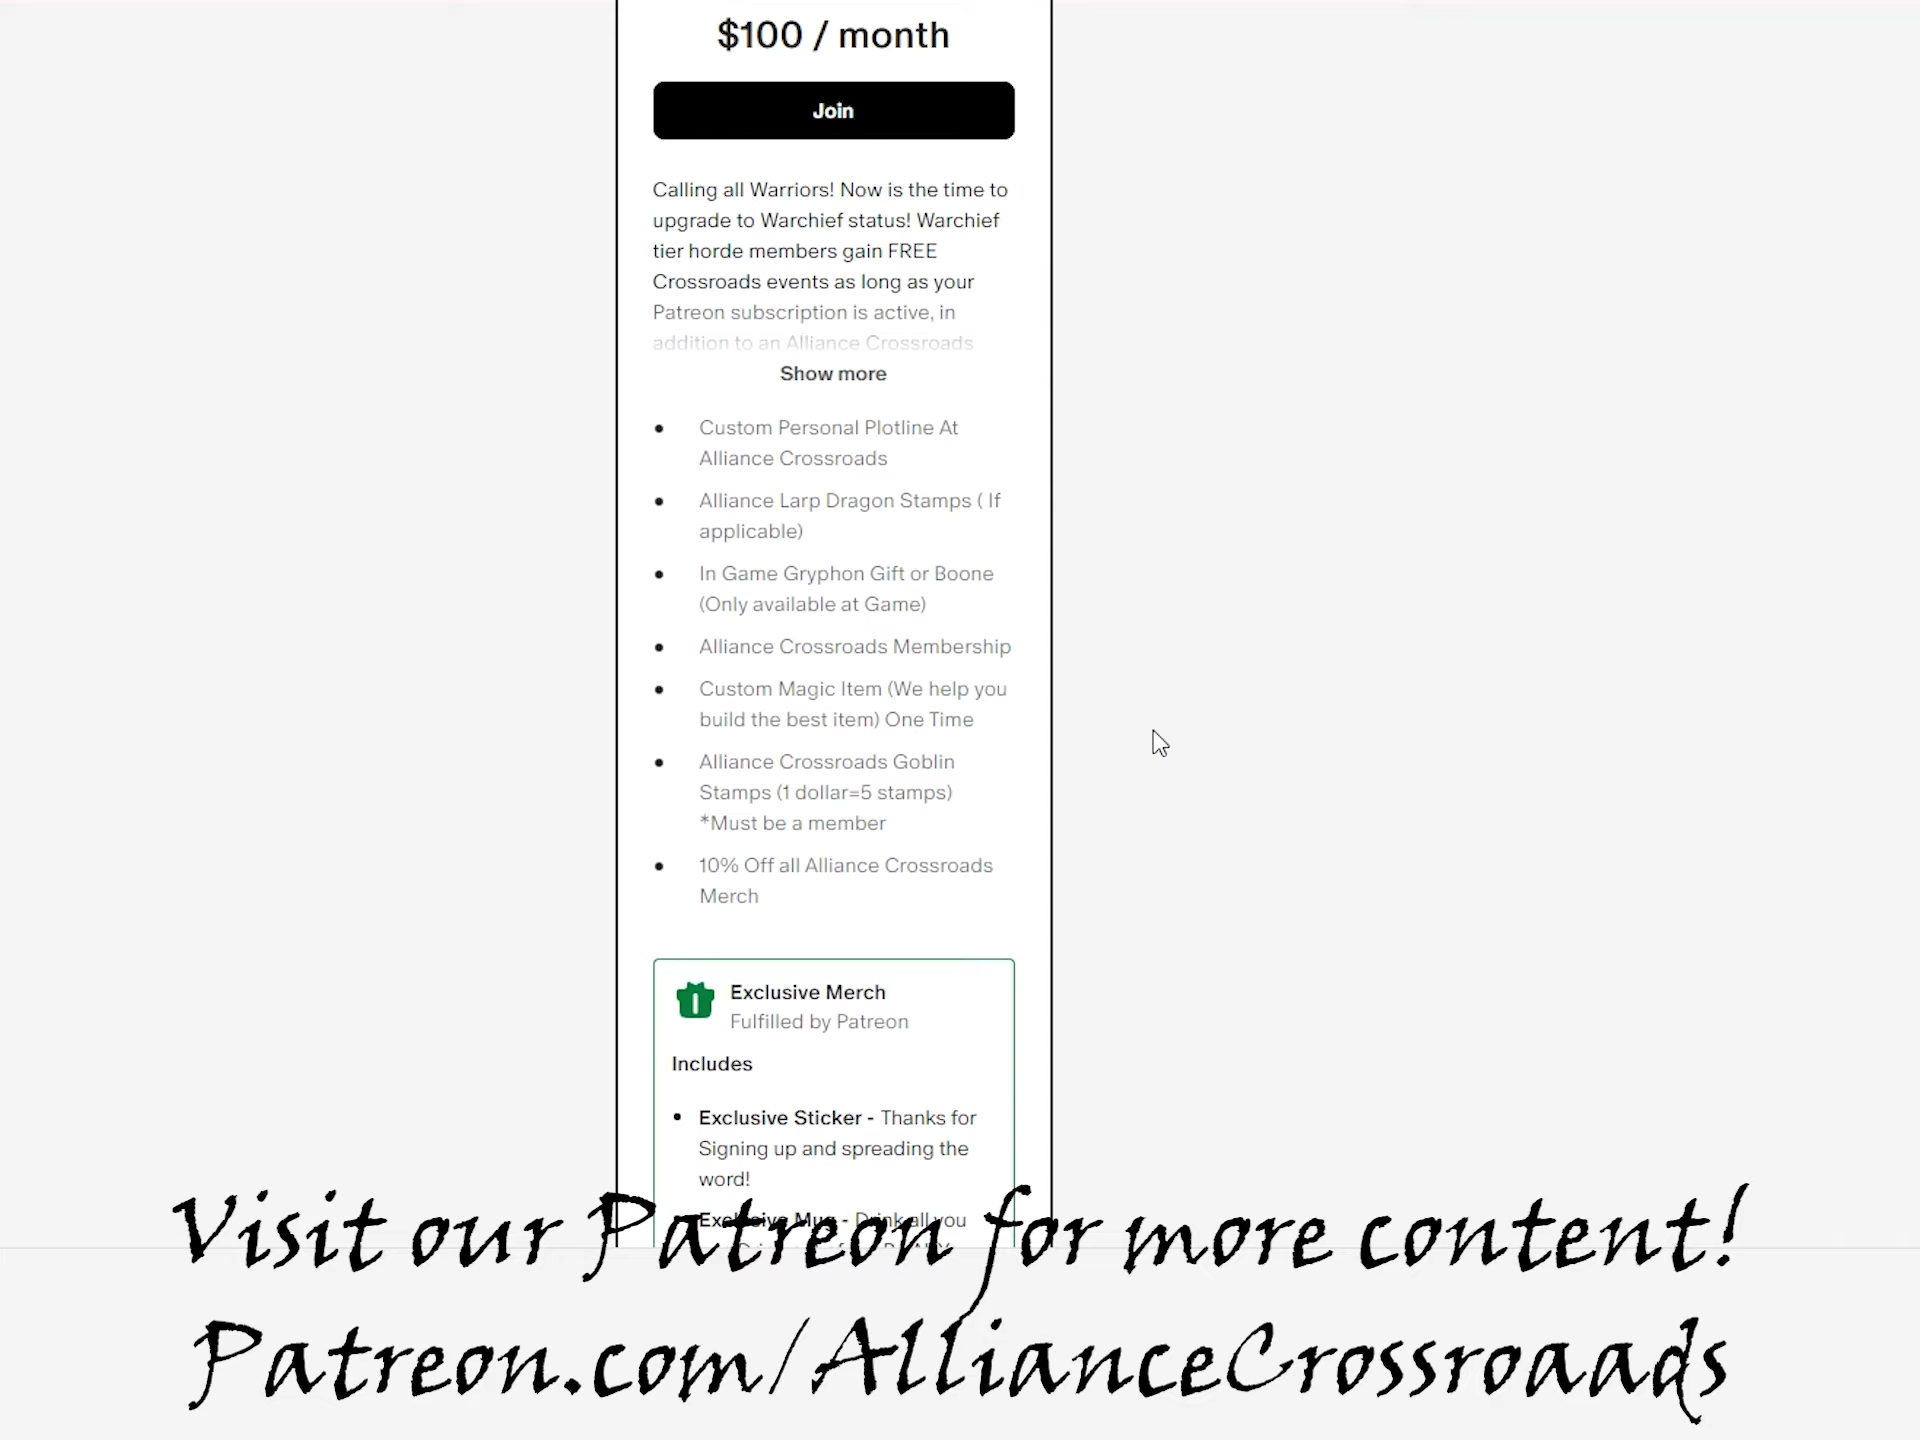 $100 / month
Join
Calling all Warriors! Now is the time to
upgrade to Warchief status! Warchief
tier horde members gain FREE
Crossroads events as long as your
Patreon subscription is active, in
addition to an Alliance Crossroads
Show more
Custom Personal Plotline At
Alliance Crossroads
Alliance Larp Dragon Stamps ( If
applicable)
In Game Gryphon Gift or Boone
(Only available at Game)
Alliance Crossroads Membership
Custom Magic Item (We help you
build the best item) One Time
Alliance Crossroads Goblin
Stamps (1 dollar=5 stamps)
*Must be a member
10% Off all Alliance Crossroads
Merch
Exclusive Merch
Fulfilled by Patreon
Includes
Exclusive Sticker - Thanks for
Signing up and spreading the
word!
Exclusive Mug - Drink all you
Visit our Patreon for more content!
Patreon.com/AllianceCrossroaads